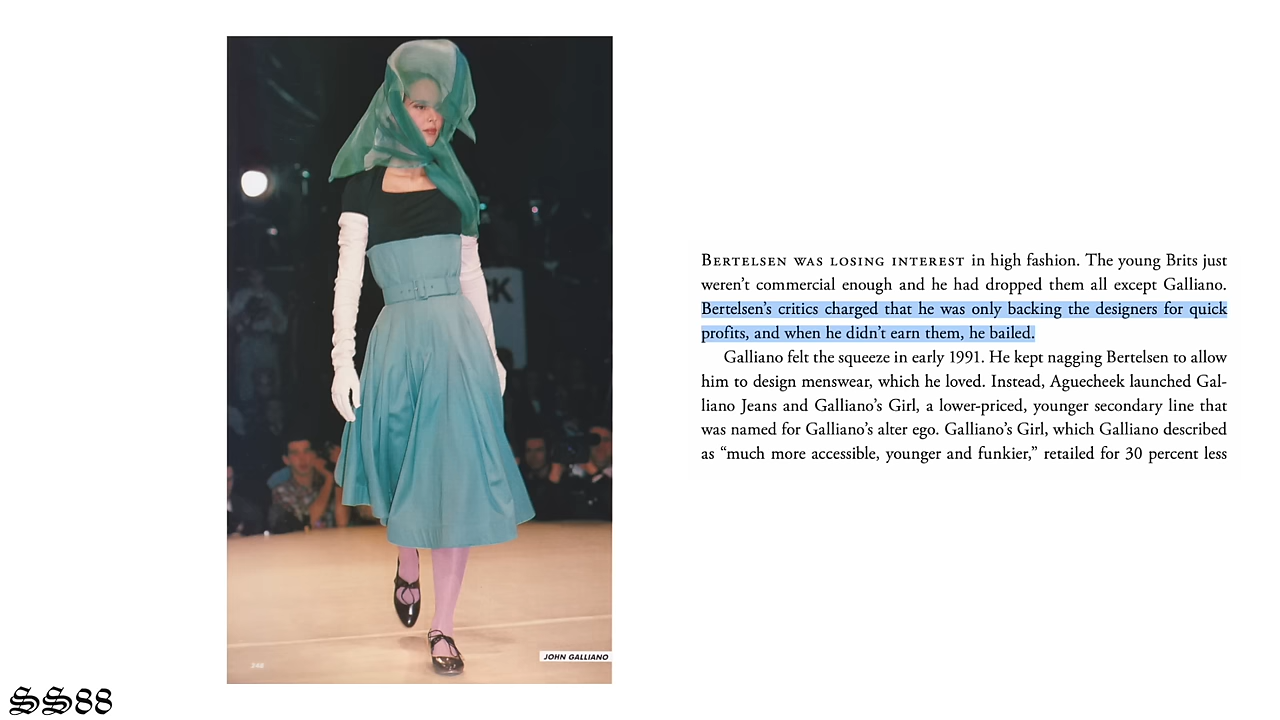 CK
JOHN GALLIANO
248
BERTELSEN WAS LOSING INTEREST in high fashion. The young Brits just
weren't commercial enough and he had dropped them all except Galliano.
Bertelsen's critics charged that he was only backing the designers for quick
profits, and when he didn't earn them, he bailed.
Galliano felt the squeeze in early 1991. He kept nagging Bertelsen to allow
him to design menswear, which he loved. Instead, Aguecheek launched Gal-
liano Jeans and Galliano's Girl, a lower-priced, younger secondary line that
was named for Galliano's alter ego. Galliano's Girl, which Galliano described
as “much more accessible, younger and funkier,” retailed for 30 percent less
SS88